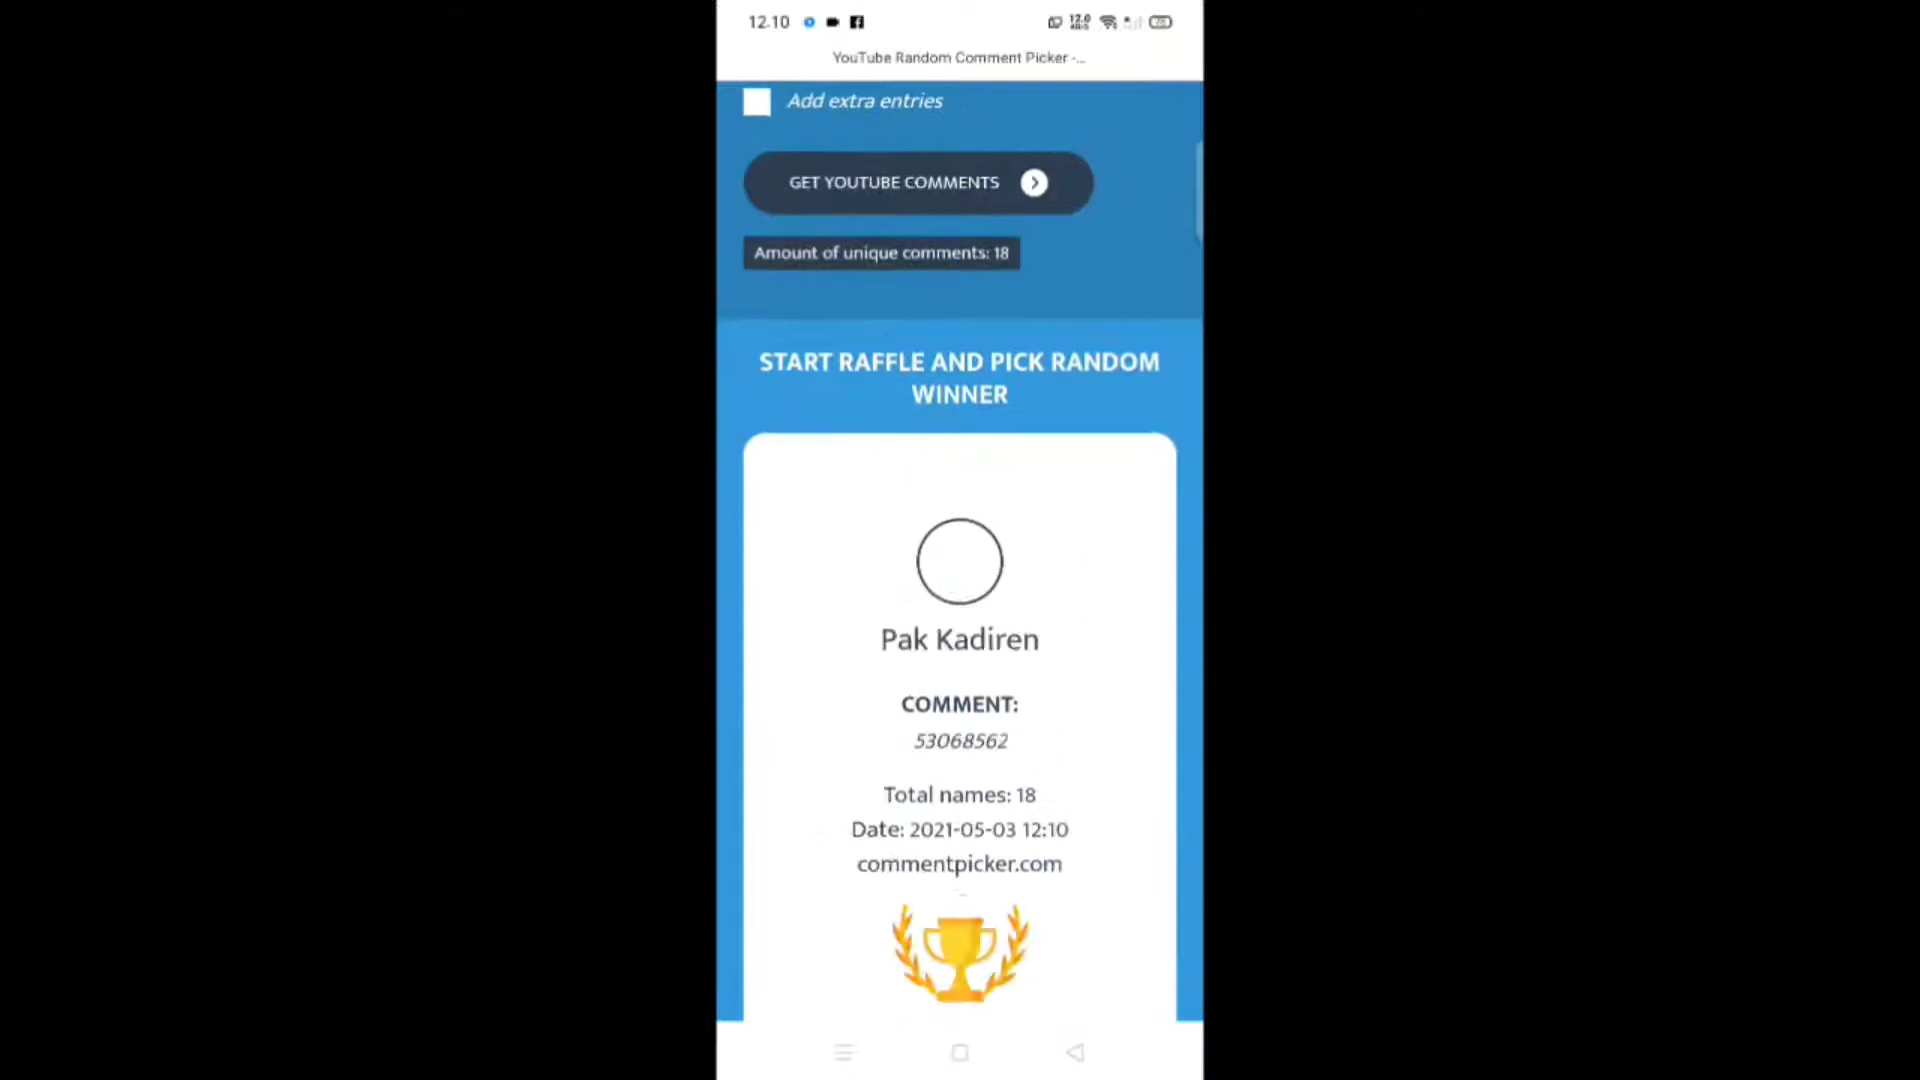 12.10
12.0
YouTube Random Comment Picker -...
Add extra entries
GET YOUTUBE COMMENTS
Amount of unique comments: 18
START RAFFLE AND PICK RANDOM
WINNER
Pak Kadiren
COMMENT:
53068562
Total names: 18
Date: 2021-05-03 12:10
commentpicker.com